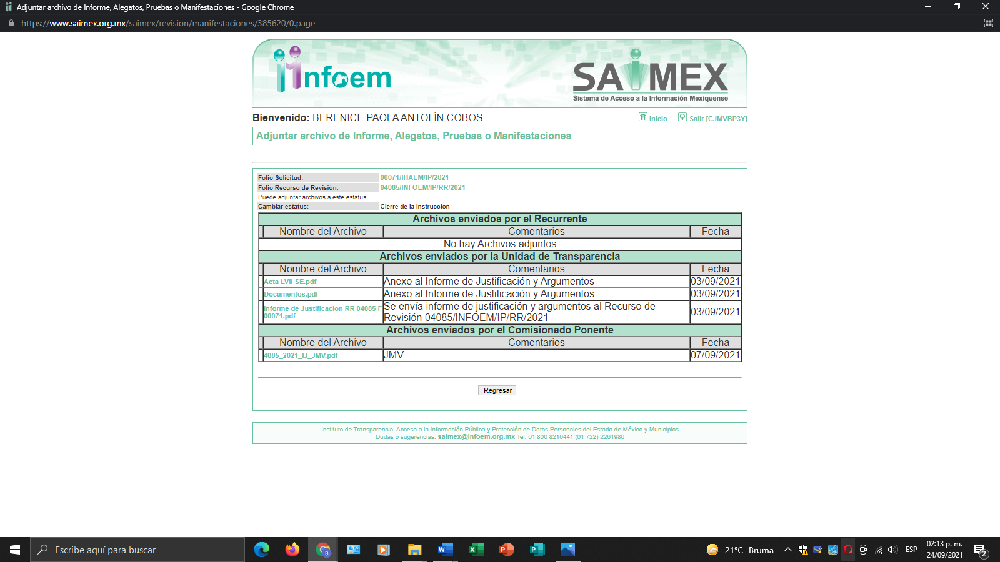 Adjuntar archivo de Informe, Alegatos, Pruebas o Manifestaciones - Google Chrome
https://www.saimex.org.mx/saimex/revision/manifestaciones/385620/0.page
infoem
SAIMEX
Sistema de Acceso a la Información Mexiquense
Bienvenido: BERENICE PAOLA ANTOLÍN COBOS
Inicio Salir [CJMVBP3Y]
Adjuntar archivo de Informe, Alegatos, Pruebas o Manifestaciones
Folio Solicitud: 00071/IHAEM/IP/2021
Folio Recurso de Revisión: 04085/INFOEM/IP/RR/2021
Puede adjuntar archivos a este estatus
Cambiar estatus: Cierre de la instrucción
Archivos enviados por el Recurrente
Nombre del Archivo Comentarios Fecha
No hay Archivos adjuntos
Archivos enviados por la Unidad de Transparencia
Nombre del Archivo Comentarios Fecha
Acta LVII SE.pdf Anexo al Informe de Justificación y Argumentos 03/09/2021
Documentos.pdf Anexo al Informe de Justificación y Argumentos 03/09/2021
Informe de Justificacion RR 04085 F 00071.pdf Se envía informe de justificación y argumentos al Recurso de
Revisión 04085/INFOEM/IP/RR/2021 03/09/2021
Archivos enviados por el Comisionado Ponente
Nombre del Archivo Comentarios Fecha
4085_2021_IJ_JMV.pdf JMV 07/09/2021
Regresar
Instituto de Transparencia, Acceso a la Información Pública y Protección de Datos Personales del Estado de México y Municipios
Dudas o sugerencias: saimex@infoem.org.mx Tel. 01 800 8210441 (01 722) 2261980
Escribe aquí para buscar
21°C Bruma
ESP
02:13 p. m.
24/09/2021
2